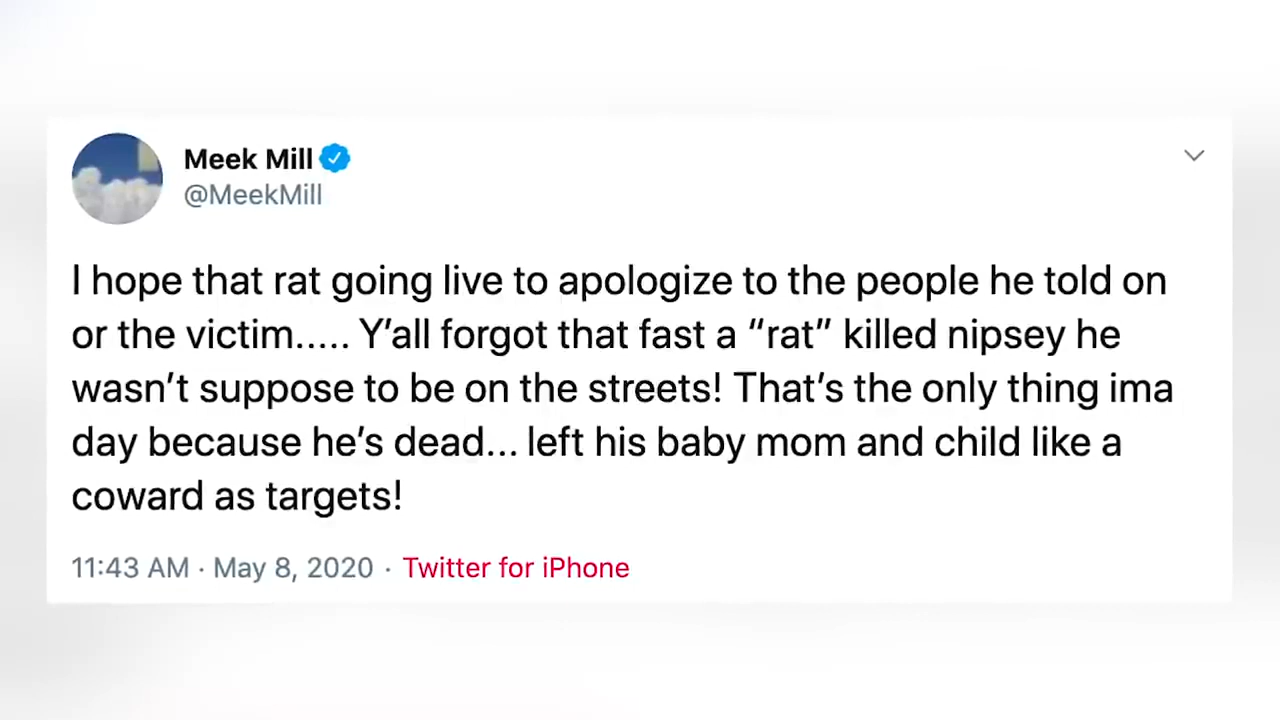 Meek Mill
@MeekMill
I hope that rat going live to apologize to the people he told on
or the victim..... Y’all forgot that fast a “rat” killed nipsey he
wasn’t suppose to be on the streets! That’s the only thing ima
day because he’s dead... left his baby mom and child like a
coward as targets!
11:43 AM · May 8, 2020 · Twitter for iPhone